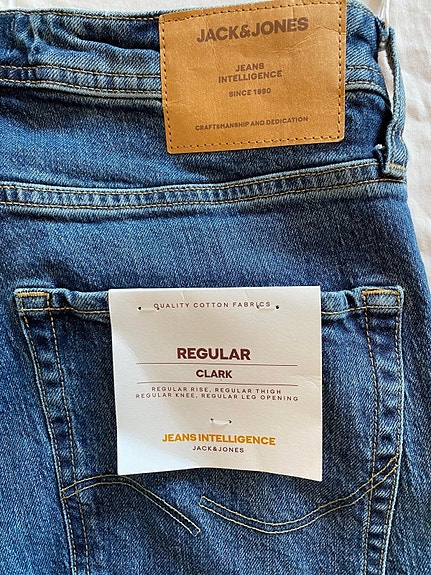 JACK&JONES
JEANS
INTELLIGENCE
SINCE 1990
CRAFTSMANSHIP AND DEDICATION
QUALITY COTTON FABRICS
REGULAR
CLARK
REGULAR RISE, REGULAR THIGH
REGULAR KNEE, REGULAR LEG OPENING
JEANS INTELLIGENCE
JACK&JONES